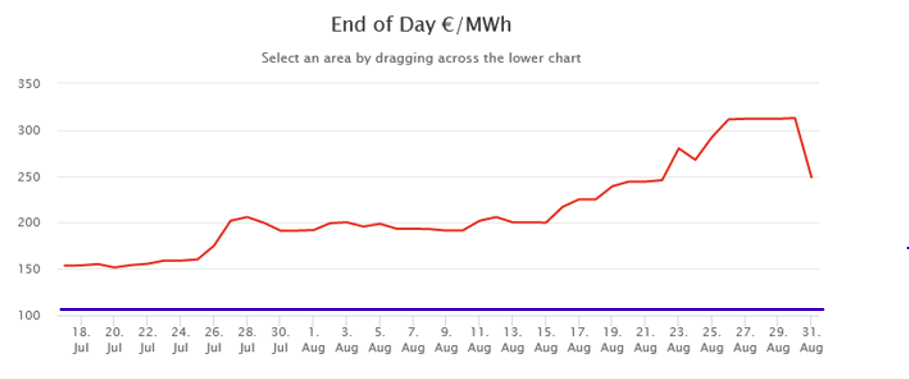 End of Day €/MWh
Select an area by dragging across the lower chart
350
300
250
200
150
100
18. Jul
20. Jul
22. Jul
24. Jul
26. Jul
28. Jul
30. Jul
1. Aug
3. Aug
5. Aug
7. Aug
9. Aug
11. Aug
13. Aug
15. Aug
17. Aug
19. Aug
21. Aug
23. Aug
25. Aug
27. Aug
29. Aug
31. Aug